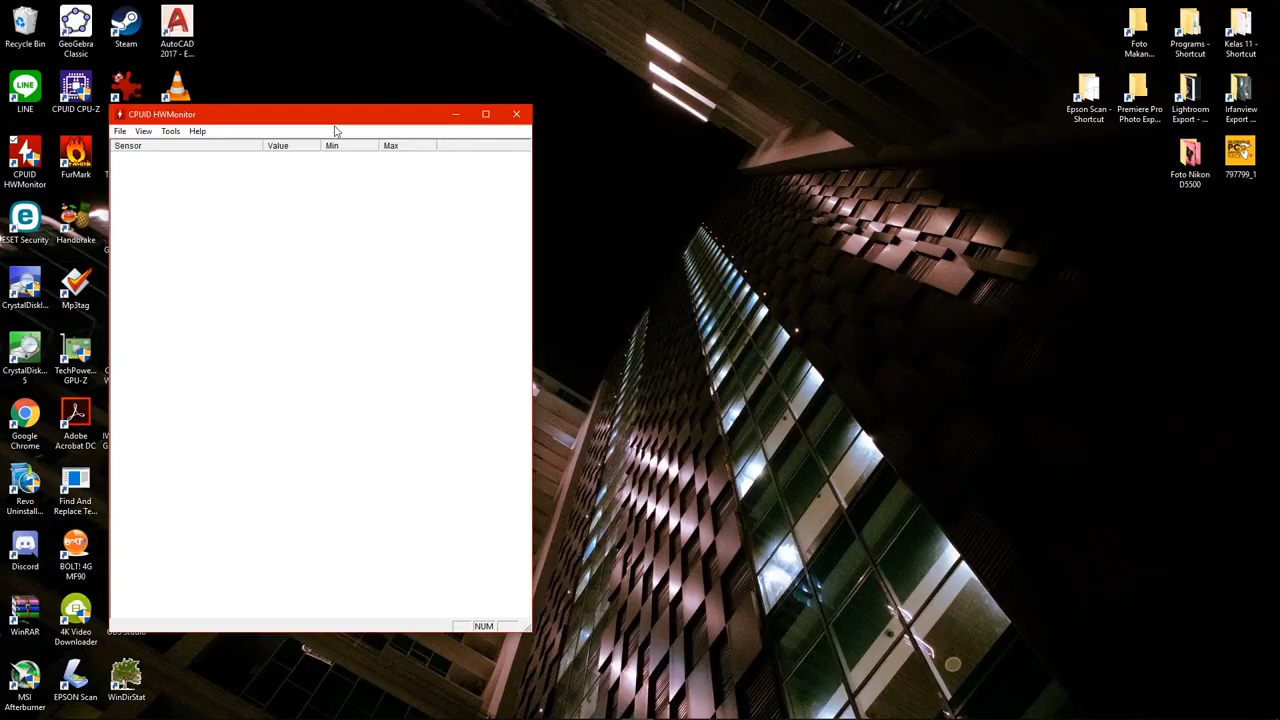 Recycle Bin
GeoGebra
Classic
Steam
AutoCAD
2017 - E...
LINE
CPUID CPU-Z
CPUID
HWMonitor
FurMark
ESET Security
Handbrake
CrystalDiskI...
Mp3tag
CrystalDisk...
5
TechPowe...
GPU-Z
Google
Chrome
Adobe
Acrobat DC
Revo
Uninstall...
Find And
Replace Te...
Discord
BOLT! 4G
MF90
WinRAR
4K Video
Downloader
MSI
Afterburner
EPSON Scan
WinDirStat
CPUID HWMonitor
File View Tools Help
Sensor Value Min Max
NUM
Foto
Makan...
Programs -
Shortcut
Kelas 11 -
Shortcut
Epson Scan -
Shortcut
Premiere Pro
Photo Exp...
Lightroom
Export - ...
Irfanview
Export ...
Foto Nikon
D5500
797799_1